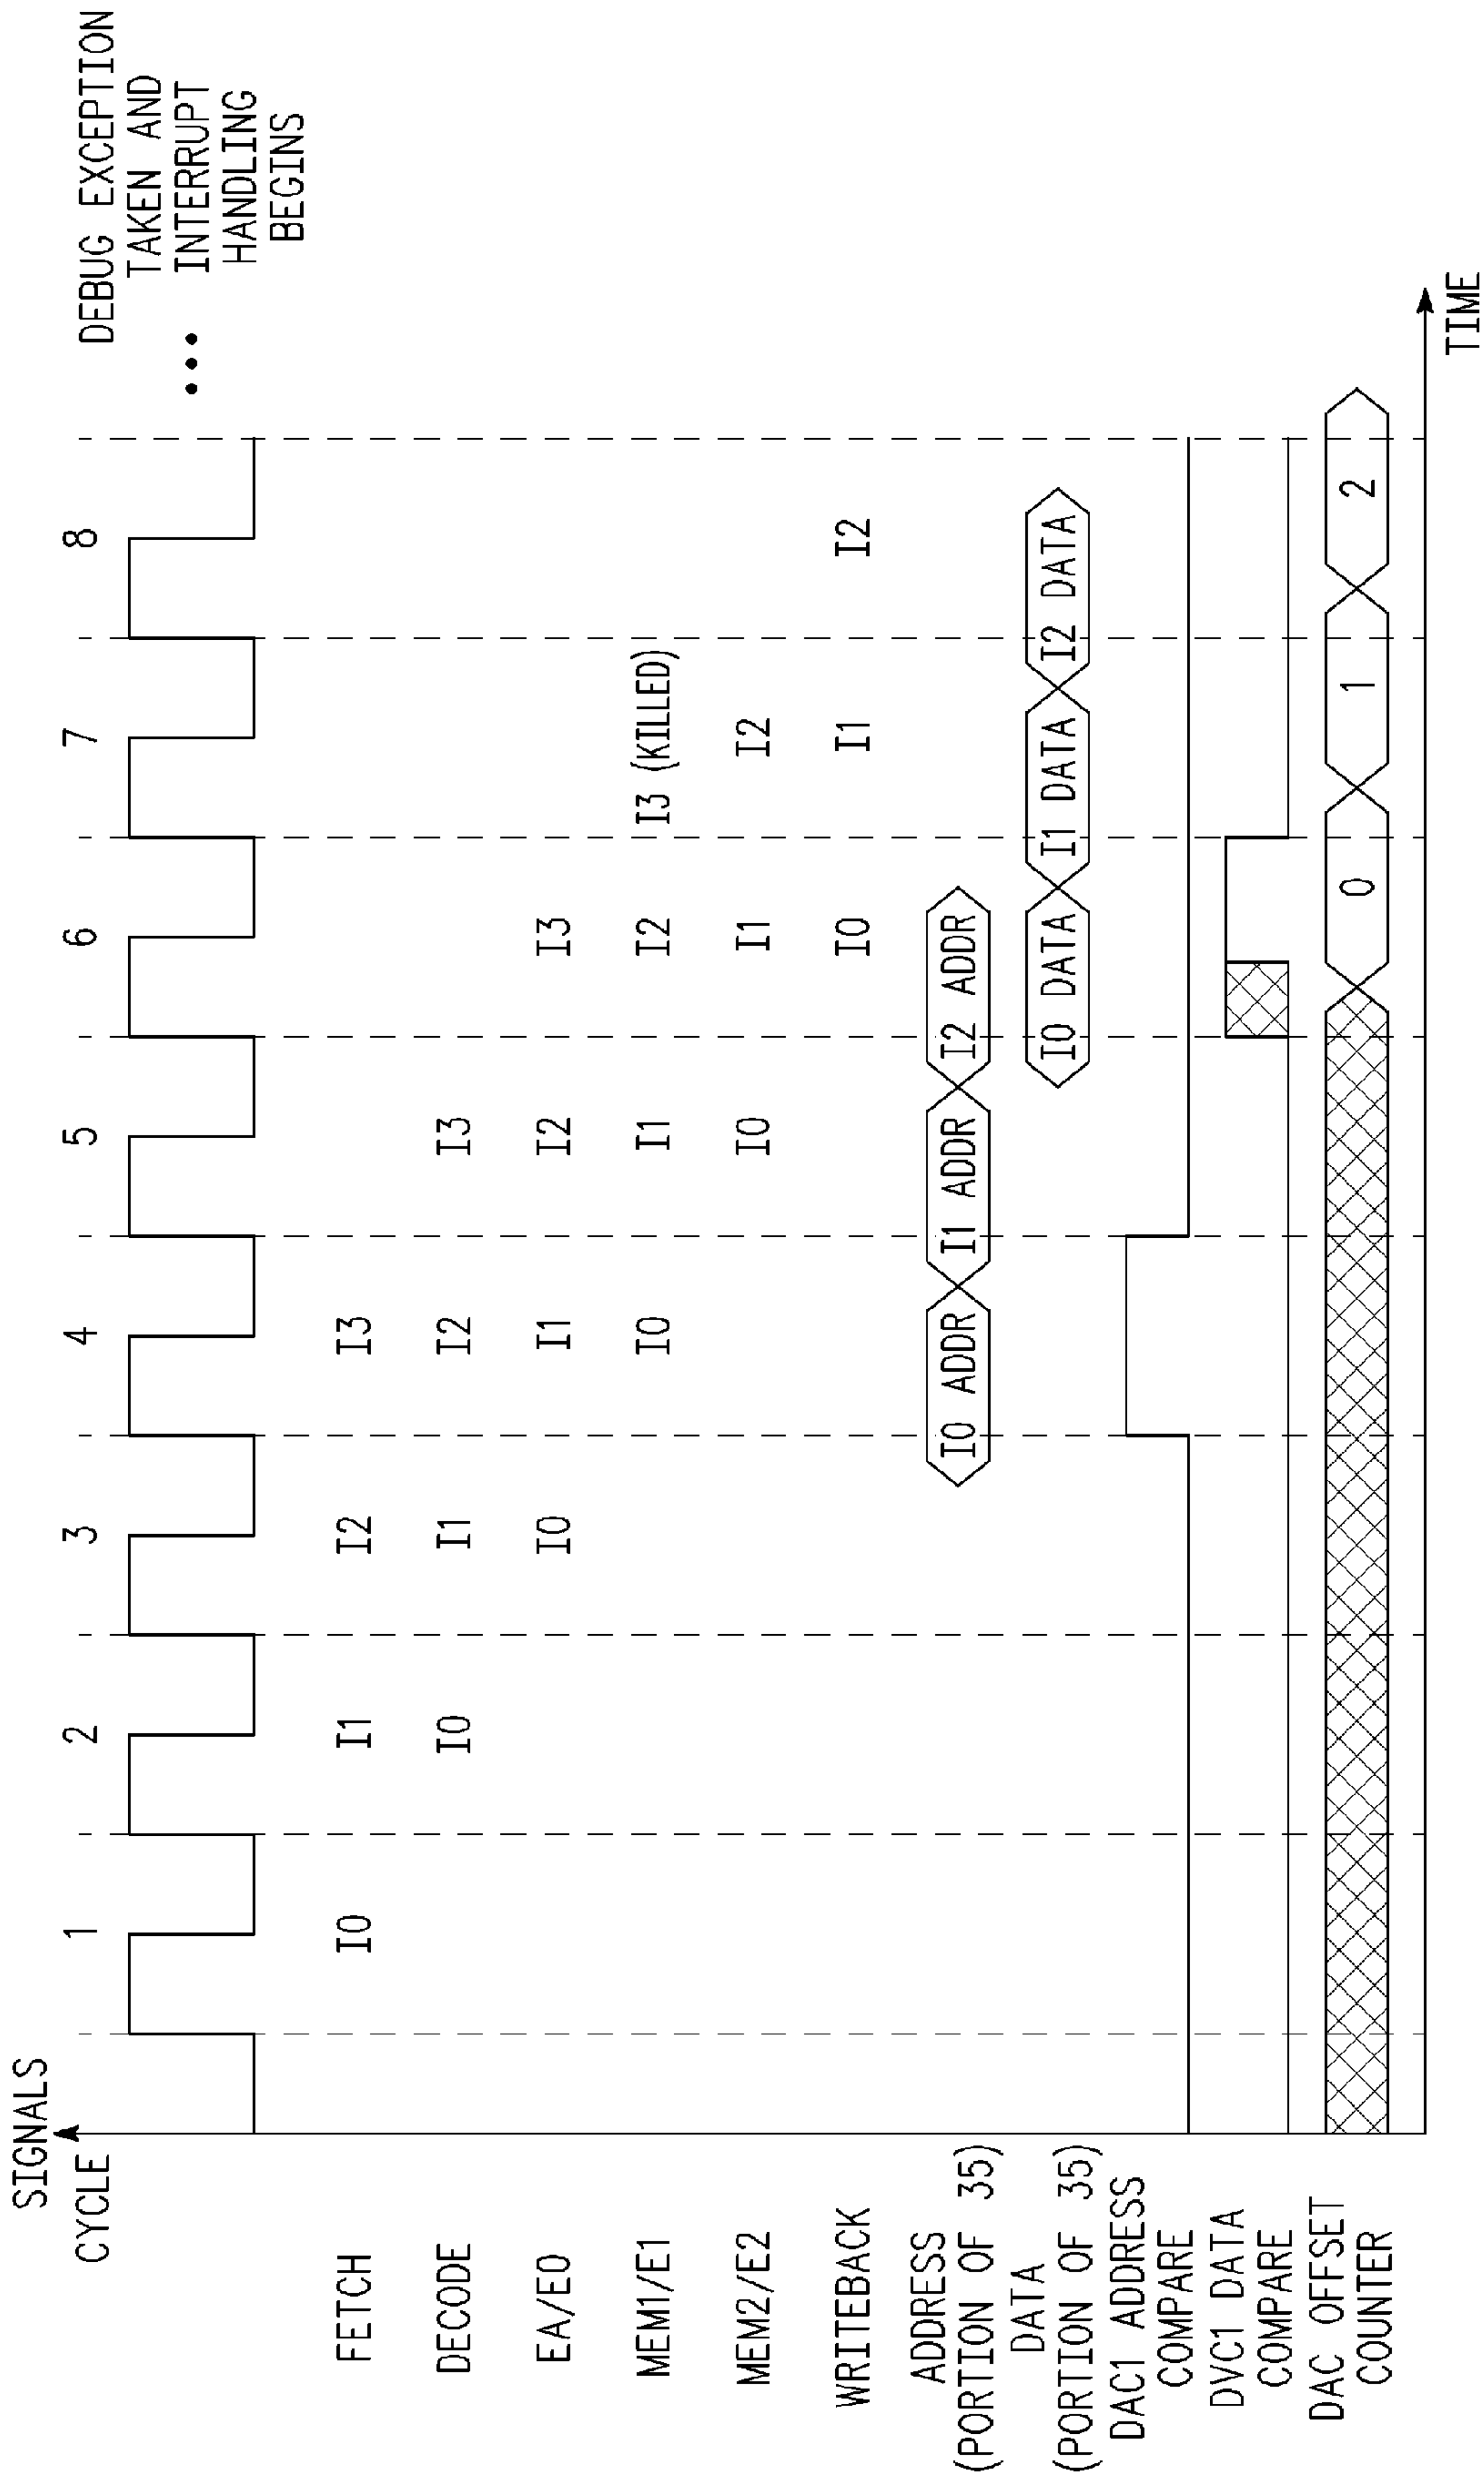 SIGNALS
CYCLE 1 2 3 4 5 6 7 8
DEBUG EXCEPTION
TAKEN AND
••• INTERRUPT
HANDLING
BEGINS
FETCH I0 I1 I2 I3
DECODE I0 I1 I2 I3
EA/E0 I0 I1 I2 I3
MEM1/E1 I0 I1 I2 I3 (KILLED)
MEM2/E2 I0 I1 I2
WRITEBACK I0 I1 I2
ADDRESS
(PORTION OF 35) I0 ADDR I1 ADDR I2 ADDR
DATA
(PORTION OF 35) I0 DATA I1 DATA I2 DATA
DAC1 ADDRESS
COMPARE
DVC1 DATA
COMPARE
DAC OFFSET
COUNTER 0 1 2
TIME